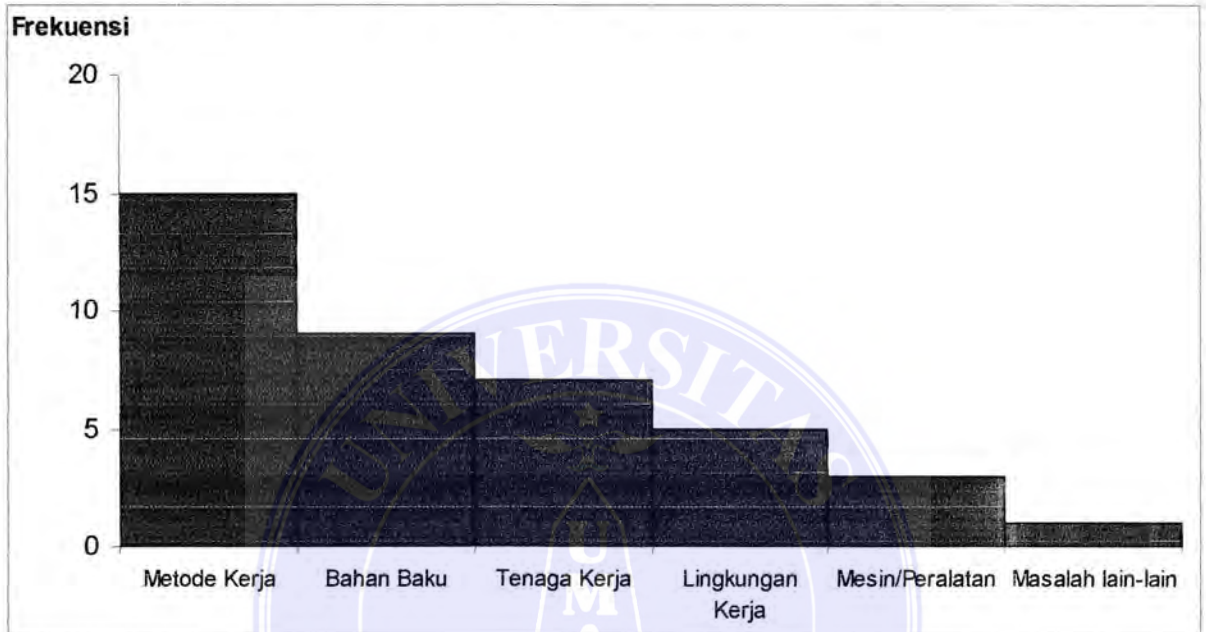 Frekuensi
20
15
10
5
0
Metode Kerja
Bahan Baku
Tenaga Kerja
Lingkungan
Kerja
Mesin/Peralatan
Masalah lain-lain
UNIVERSITAS
U
M